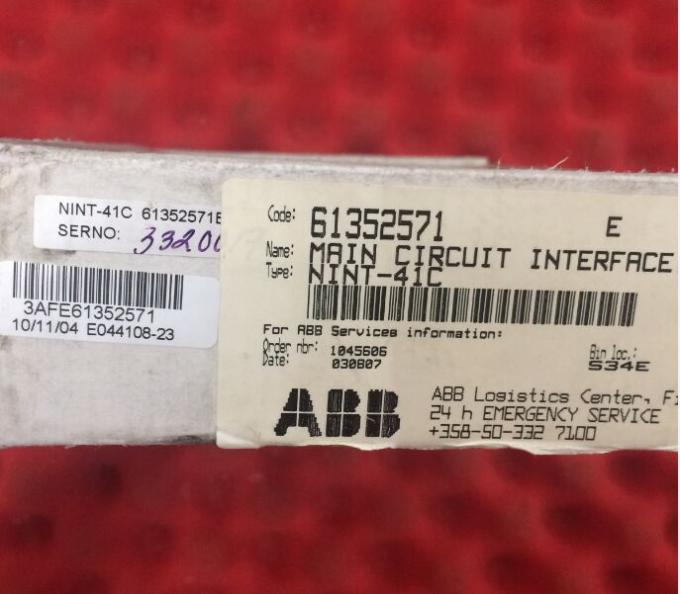 NINT-41C 61352571E
SERNO: 33200
3AFE61352571
10/11/04 E044108-23
Code: 61352571 E
Name: MAIN CIRCUIT INTERFACE
Type: NINT-41C
For ABB Services information:
Order nbr: 1045606
Date: 030807
Bin loc.:
S34E
ABB
ABB Logistics Center, Fi
24 h EMERGENCY SERVICE
+358-50-332 7100